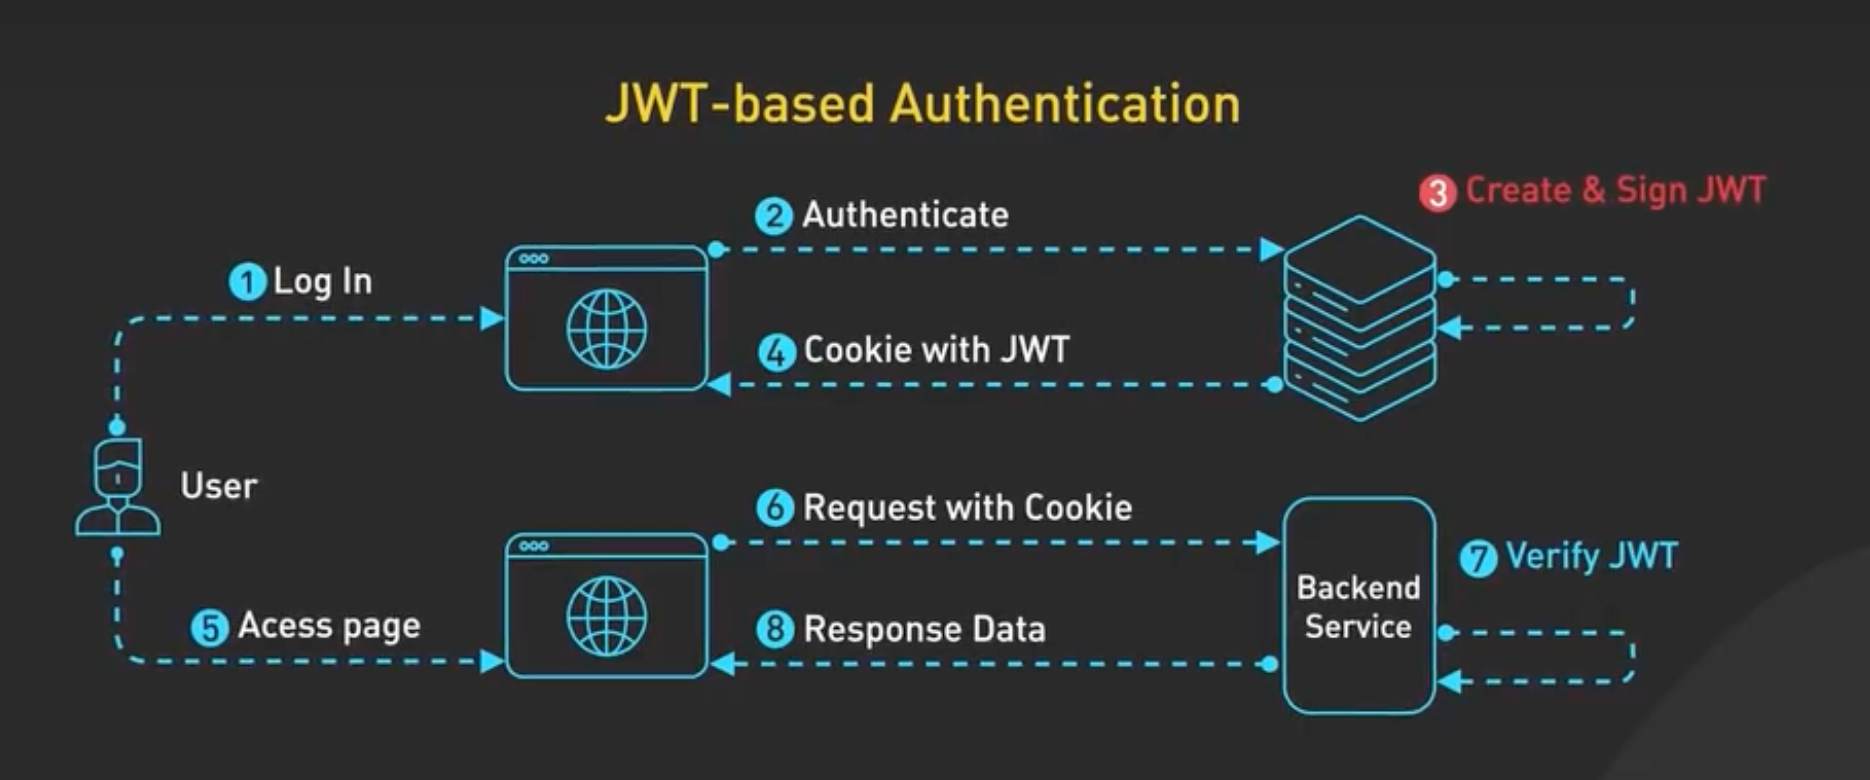 JWT-based Authentication
1 Log In
2 Authenticate
3 Create & Sign JWT
4 Cookie with JWT
User
5 Acess page
6 Request with Cookie
Backend
Service
7 Verify JWT
8 Response Data